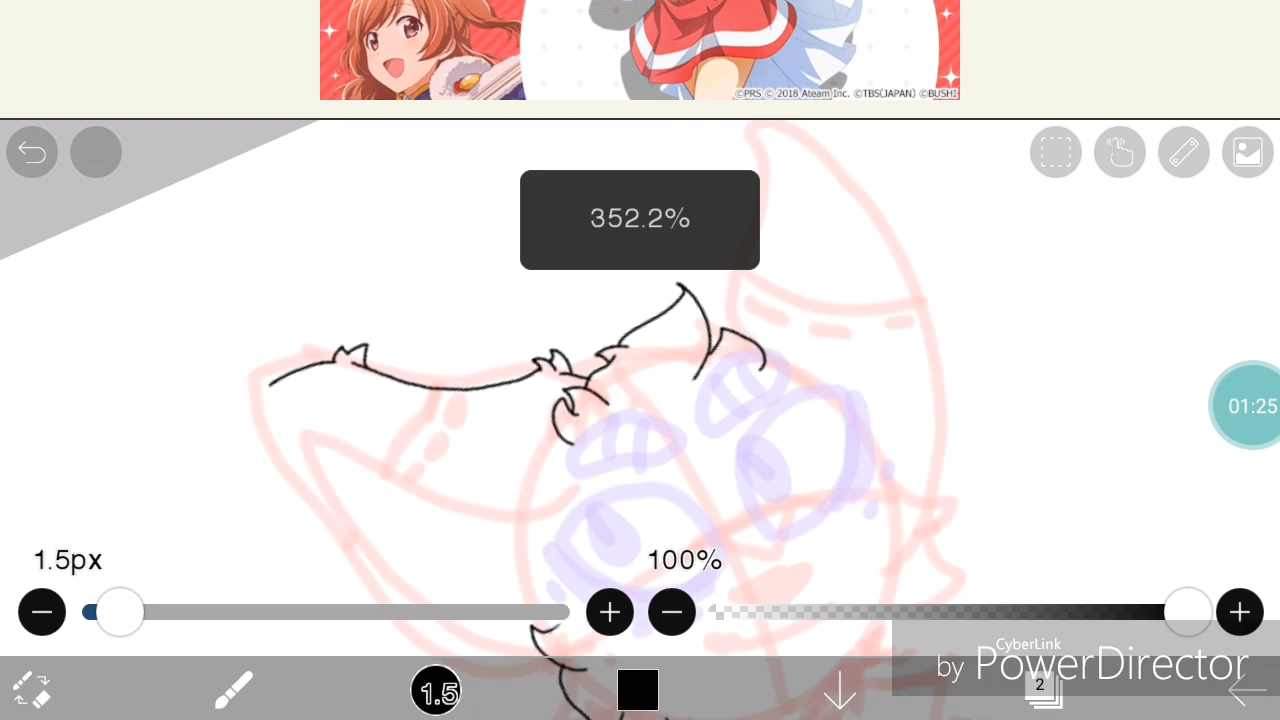 ©PRS © 2018 Ateam Inc. ©TBS(JAPAN) ©BUSHI
352.2%
01:25
1.5px
100%
CyberLink
by PowerDirector
1.5
2